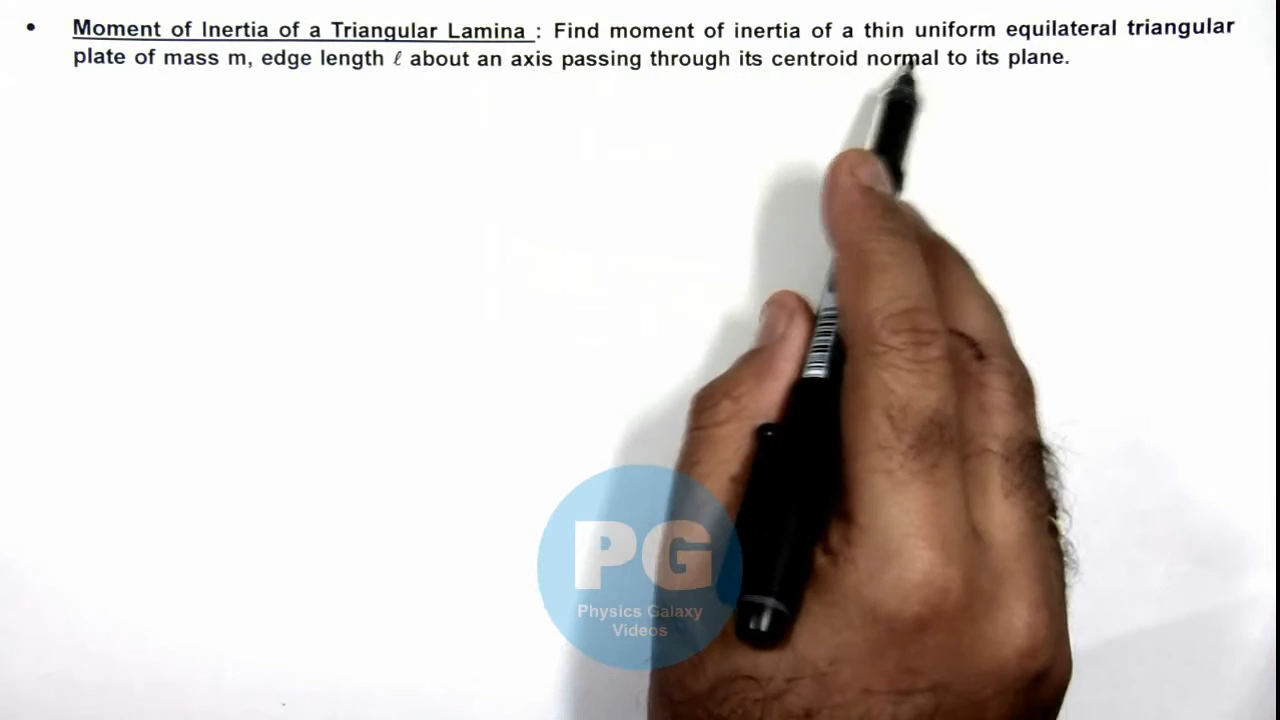 • Moment of Inertia of a Triangular Lamina : Find moment of inertia of a thin uniform equilateral triangular
plate of mass m, edge length ℓ about an axis passing through its centroid normal to its plane.
PG
Physics Galaxy
Videos